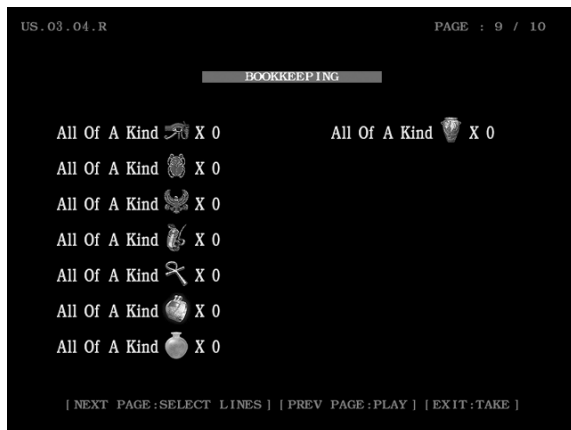 US.03.04.R PAGE : 9 / 10
BOOKKEEPING
All Of A Kind X 0 All Of A Kind X 0
All Of A Kind X 0
All Of A Kind X 0
All Of A Kind X 0
All Of A Kind X 0
All Of A Kind X 0
All Of A Kind X 0
[NEXT PAGE:SELECT LINES] [PREV PAGE:PLAY] [EXIT:TAKE]